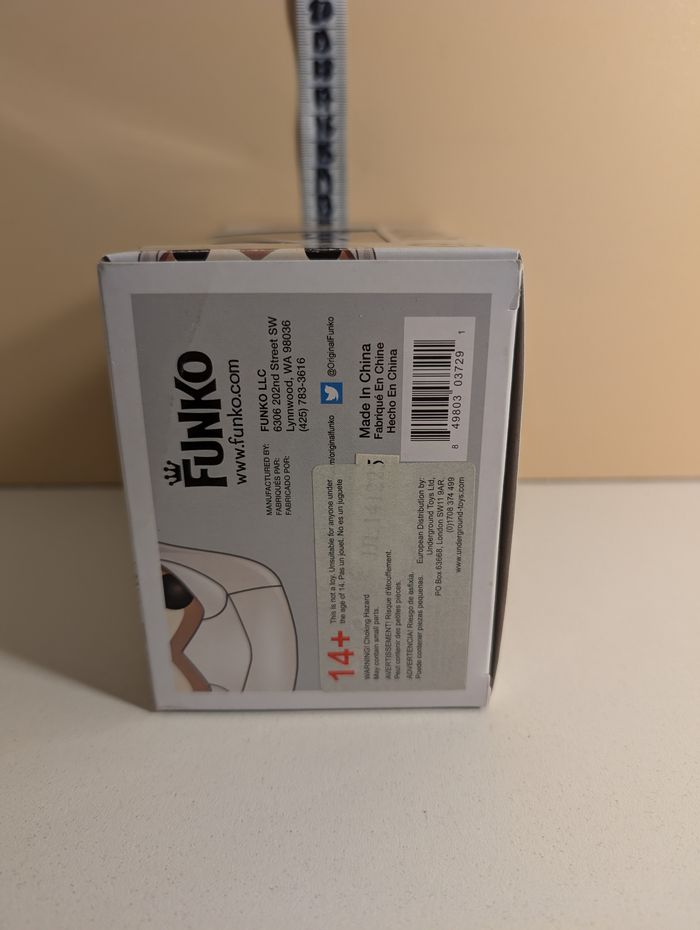 FUNKO
www.funko.com
MANUFACTURED BY:
FABRIQUÉS PAR:
FABRICADO POR:
FUNKO LLC
6306 202nd Street SW
Lynnwood, WA 98036
(425) 783-3616
/originalfunko
@OriginalFunko
Made In China
Fabriqué En Chine
Hecho En China
8 49803 03729 1
14+
This is not a toy. Unsuitable for anyone under
the age of 14. Pas un jouet. No es un juguete
WARNING! Choking Hazard
May contain small parts.
AVERTISSEMENT! Risque d'étouffement.
Peut contenir des petites pièces.
ADVERTENCIA! Riesgo de asfixia.
Puede contener piezas pequenas.
European Distribution by:
Underground Toys Ltd,
PO Box 63668, London SW11 9AR,
(0)1708 374 499
www.underground-toys.com